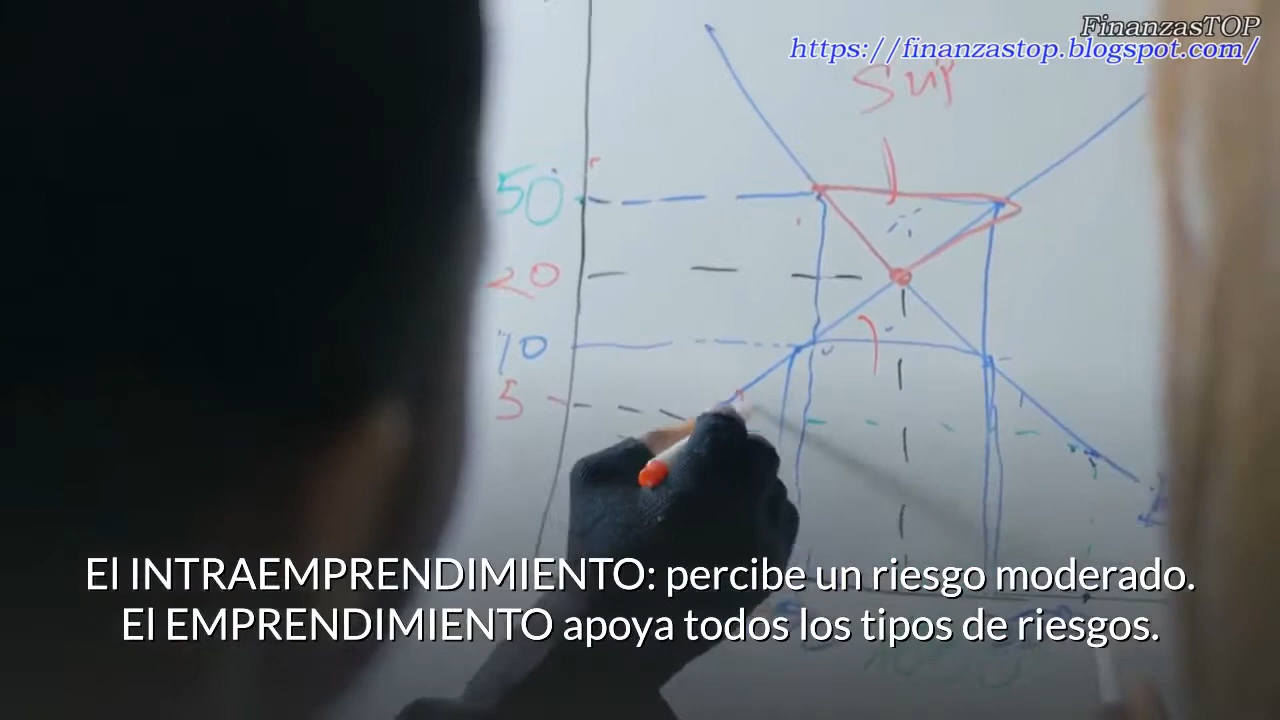 FinanzasTOP
https://finanzastop.blogspot.com/
Sup
50
20
10
5
El INTRAEMPRENDIMIENTO: percibe un riesgo moderado.
El EMPRENDIMIENTO apoya todos los tipos de riesgos.